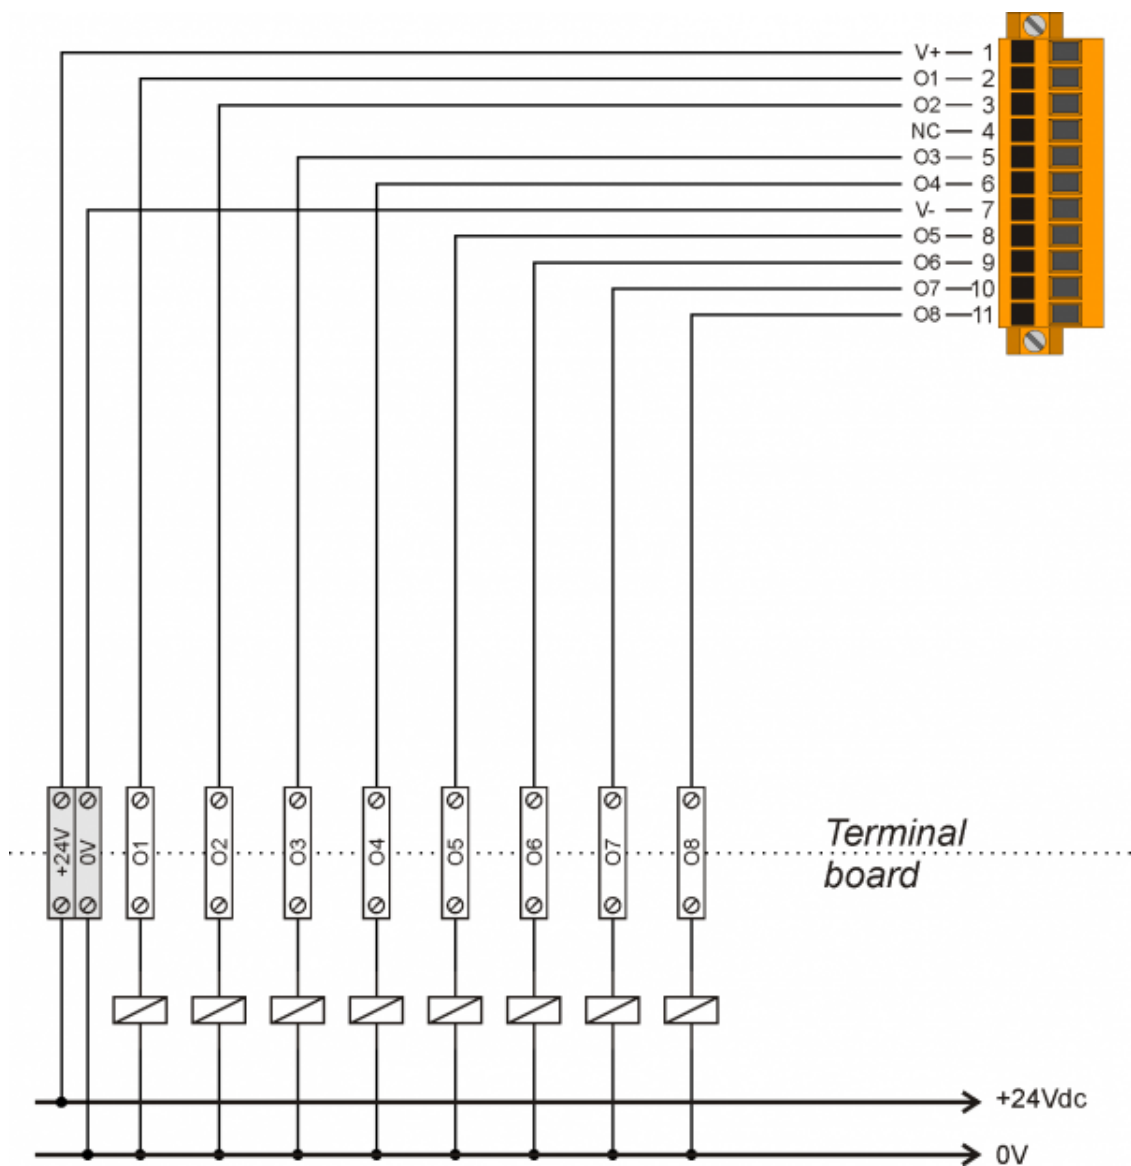 V+ 1
O1 2
O2 3
NC 4
O3 5
O4 6
V- 7
O5 8
O6 9
O7 10
O8 11
+24V 0V O1 O2 O3 O4 O5 O6 O7 O8
Terminal
board
+24Vdc
0V